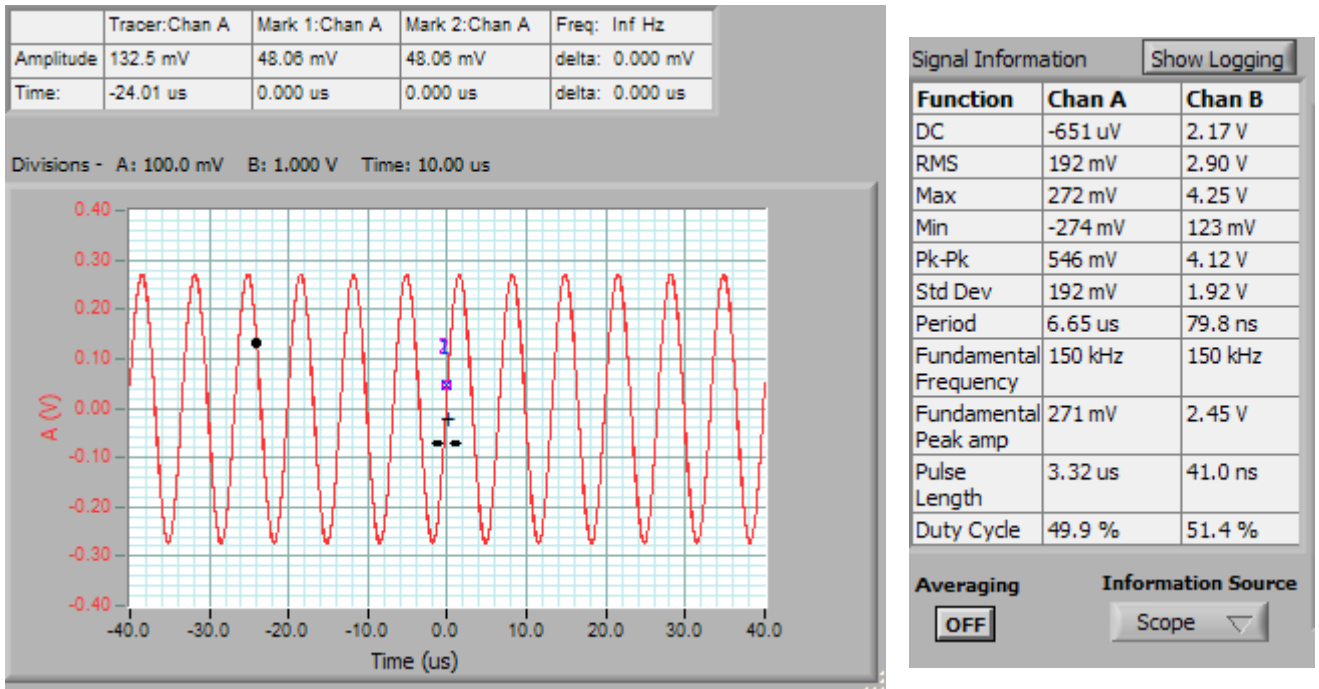 Tracer:Chan A Mark 1:Chan A Mark 2:Chan A Freq: Inf Hz
Amplitude 132.5 mV 48.06 mV 48.06 mV delta: 0.000 mV
Time: -24.01 us 0.000 us 0.000 us delta: 0.000 us
Divisions - A: 100.0 mV B: 1.000 V Time: 10.00 us
0.40
0.30
0.20
0.10
0.00
-0.10
-0.20
-0.30
-0.40
A (V)
2
-40.0 -30.0 -20.0 -10.0 0.0 10.0 20.0 30.0 40.0
Time (us)
Signal Information Show Logging
Function Chan A Chan B
DC -651 uV 2.17 V
RMS 192 mV 2.90 V
Max 272 mV 4.25 V
Min -274 mV 123 mV
Pk-Pk 546 mV 4.12 V
Std Dev 192 mV 1.92 V
Period 6.65 us 79.8 ns
Fundamental 150 kHz 150 kHz
Frequency
Fundamental 271 mV 2.45 V
Peak amp
Pulse 3.32 us 41.0 ns
Length
Duty Cycle 49.9 % 51.4 %
Averaging Information Source
OFF Scope